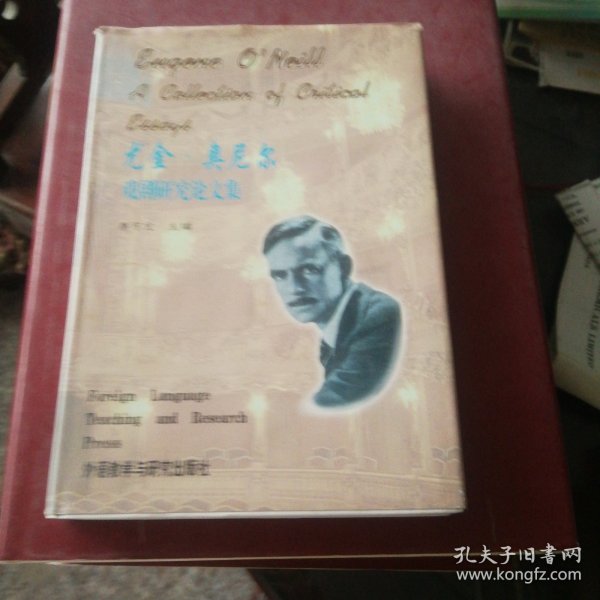 Eugene O'Neill
A Collection of Critical
Essays
尤金·奥尼尔
戏剧研究论文集
主编
Foreign Language
Teaching and Research
Press
外语教学与研究出版社
孔夫子旧书网
www.kongfz.com